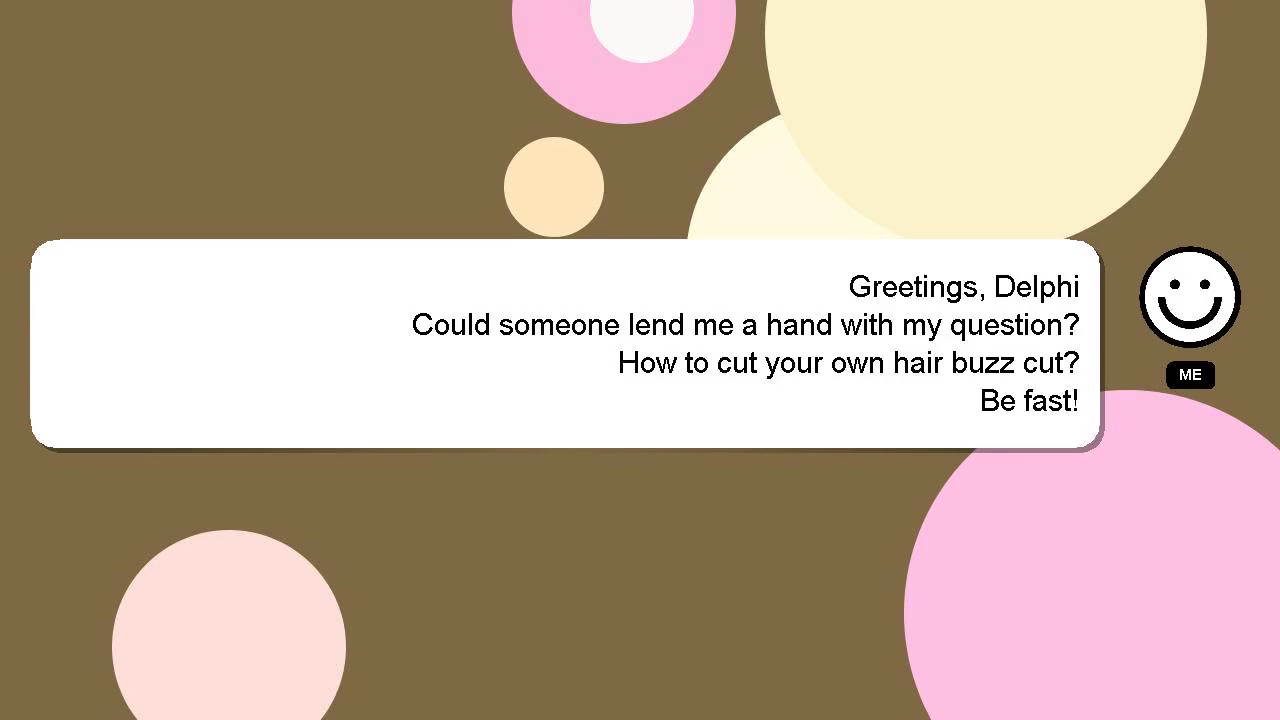 Greetings, Delphi
Could someone lend me a hand with my question?
How to cut your own hair buzz cut?
Be fast!
ME